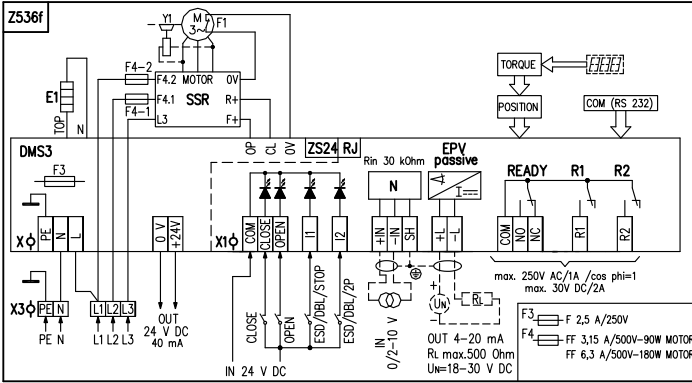 Z536f
Y1
M
3~
F1
F4-2
F4.2 MOTOR 0V
E1
F4.1 SSR R+
F4-1
L3 F+
TOP
N
OP
CL
0V
TORQUE
POSITION
COM (RS 232)
DMS3
ZS24 RJ
F3
Rin 30 kOhm
N
EPV
passive
I
READY R1 R2
X
PE
N
L
0 V
+24V
X1
COM
CLOSE
OPEN
I1
I2
+IN
-IN
SH
+L
-L
COM
NO
NC
R1
R2
max. 250V AC/1A /cos phi=1
max. 30V DC/2A
X3
PE N
L1 L2 L3
PE N
L1 L2 L3
OUT
24 V DC
40 mA
CLOSE
OPEN
ESD/DBL/STOP
ESD/DBL/2P
IN 24 V DC
IN
0/2-10 V
+
UN
-
RL
OUT 4-20 mA
RL max.500 Ohm
UN=18-30 V DC
F3 F 2,5 A/250V
F4 FF 3,15 A/500V-90W MOTOR
FF 6,3 A/500V-180W MOTOR